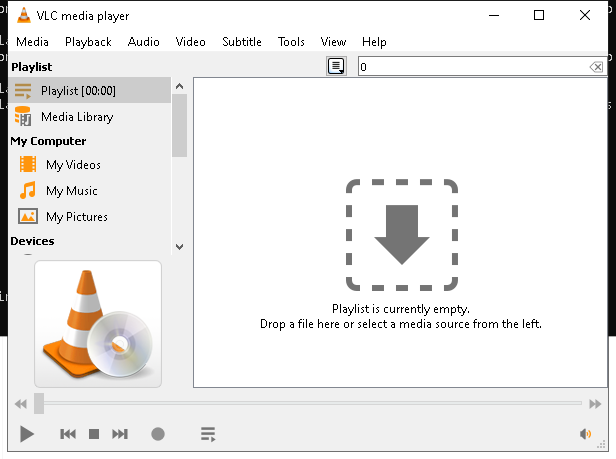 VLC media player
Media Playback Audio Video Subtitle Tools View Help
Playlist
0
Playlist [00:00]
Media Library
My Computer
My Videos
My Music
My Pictures
Devices
Playlist is currently empty.
Drop a file here or select a media source from the left.